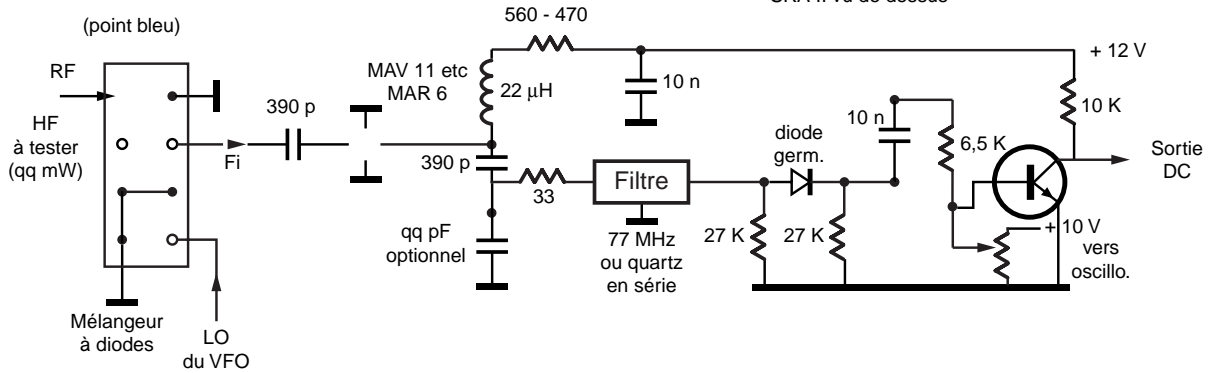 (point bleu)
RF
HF
à tester
(qq mW)
Fi
390 p
MAV 11 etc
MAR 6
560 - 470
22 µH
10 n
+ 12 V
10 K
390 p
33
qq pF
optionnel
Filtre
77 MHz
ou quartz
en série
diode
germ.
27 K
27 K
10 n
6,5 K
Sortie
DC
+ 10 V
vers
oscillo.
Mélangeur
à diodes
LO
du VFO